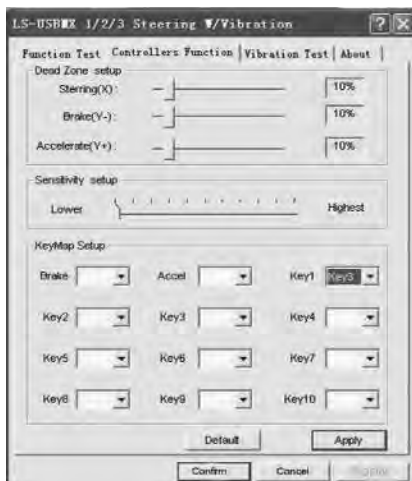 LS-USBMX 1/2/3 Steering W/Vibration
Function Test Controllers Function Vibration Test About
Dead Zone setup
Sterring(X): 10%
Brake(Y-): 10%
Accelerate(Y+): 10%
Sensitivity setup
Lower Highest
KeyMap Setup
Brake Accel Key1 Key3
Key2 Key3 Key4
Key5 Key6 Key7
Key8 Key9 Key10
Default Apply
Confirm Cancel